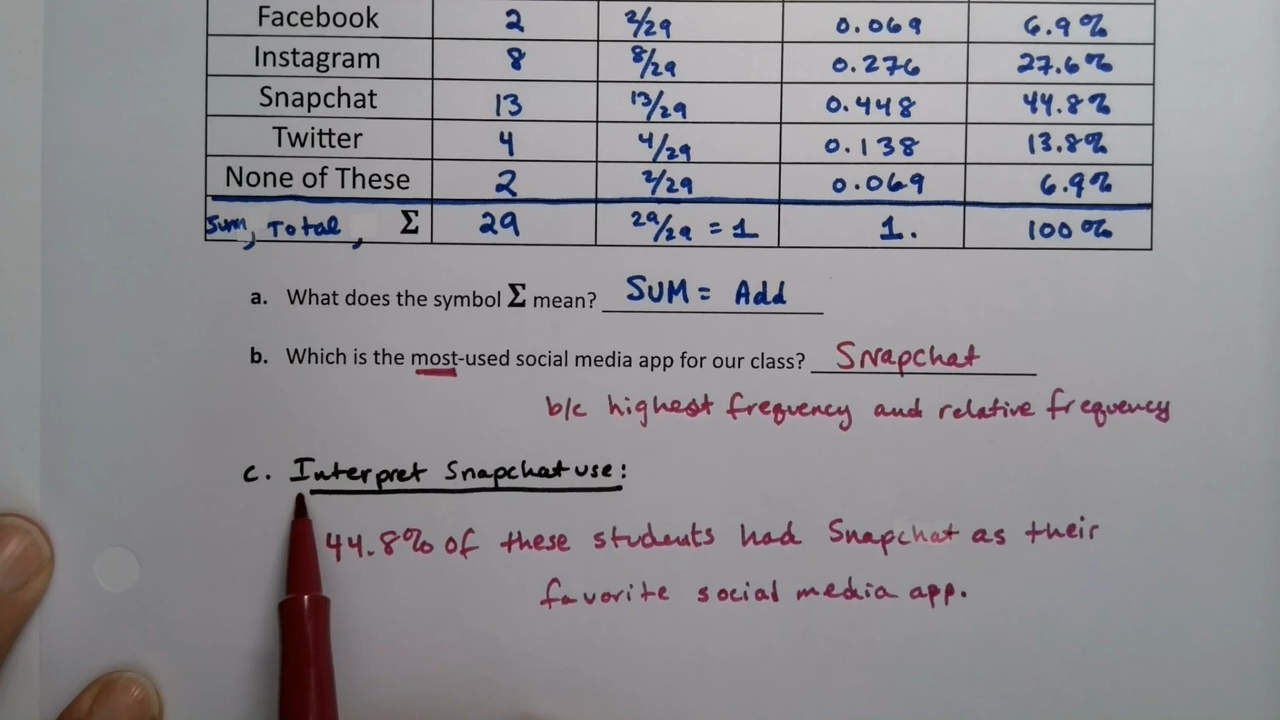 Facebook 2 2/29 0.069 6.9%
Instagram 8 8/29 0.276 27.6%
Snapchat 13 13/29 0.448 44.8%
Twitter 4 4/29 0.138 13.8%
None of These 2 2/29 0.069 6.9%
Sum, Total, Σ 29 29/29 = 1 1. 100%
a. What does the symbol Σ mean? SUM = Add
b. Which is the most-used social media app for our class? Snapchat
b/c highest frequency and relative frequency
c. Interpret Snapchat use:
44.8% of these students had Snapchat as their
favorite social media app.